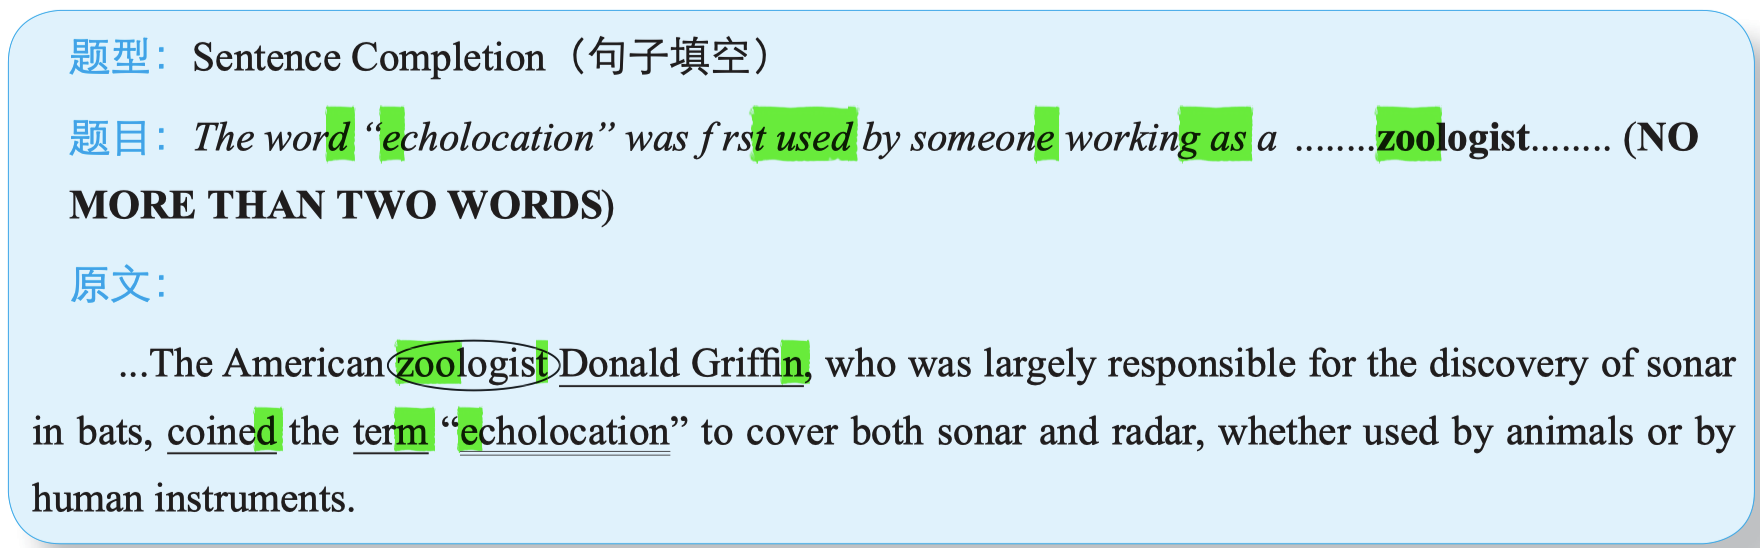 题型：Sentence Completion（句子填空）
题目：The word “echolocation” was f rst used by someone working as a ........zoologist........ (NO
MORE THAN TWO WORDS)
原文：
...The American zoologist Donald Griffin, who was largely responsible for the discovery of sonar
in bats, coined the term “echolocation” to cover both sonar and radar, whether used by animals or by
human instruments.